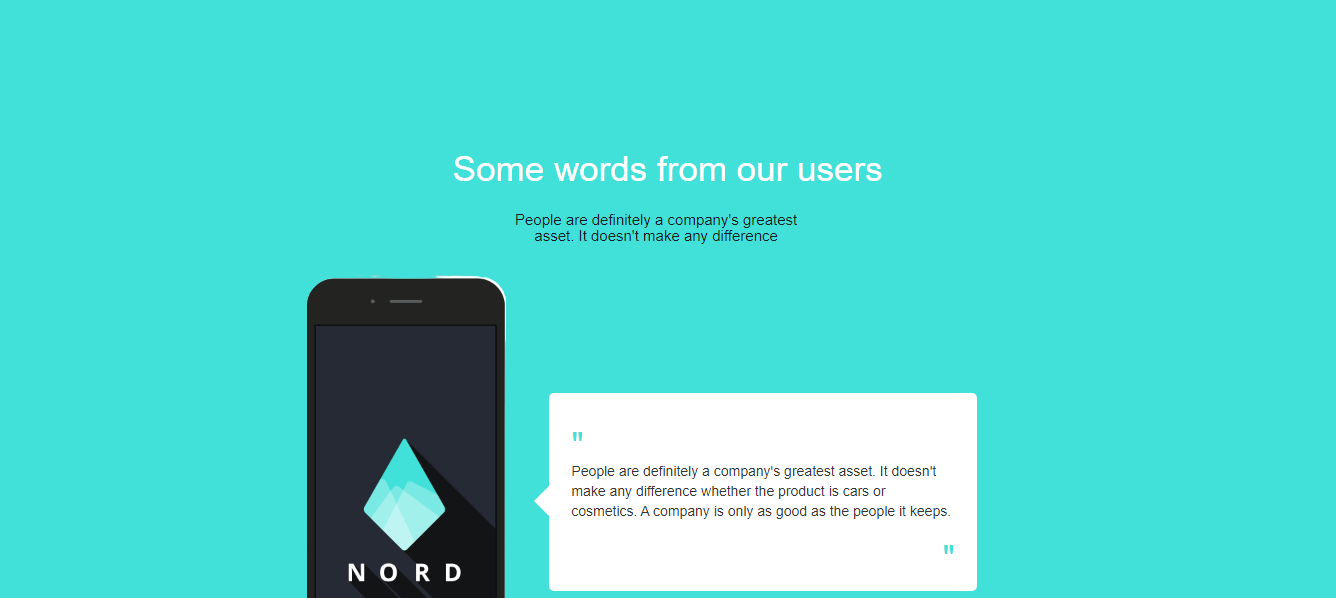 Some words from our users
People are definitely a company's greatest
asset. It doesn't make any difference
"
People are definitely a company's greatest asset. It doesn't
make any difference whether the product is cars or
cosmetics. A company is only as good as the people it keeps.
"
NORD